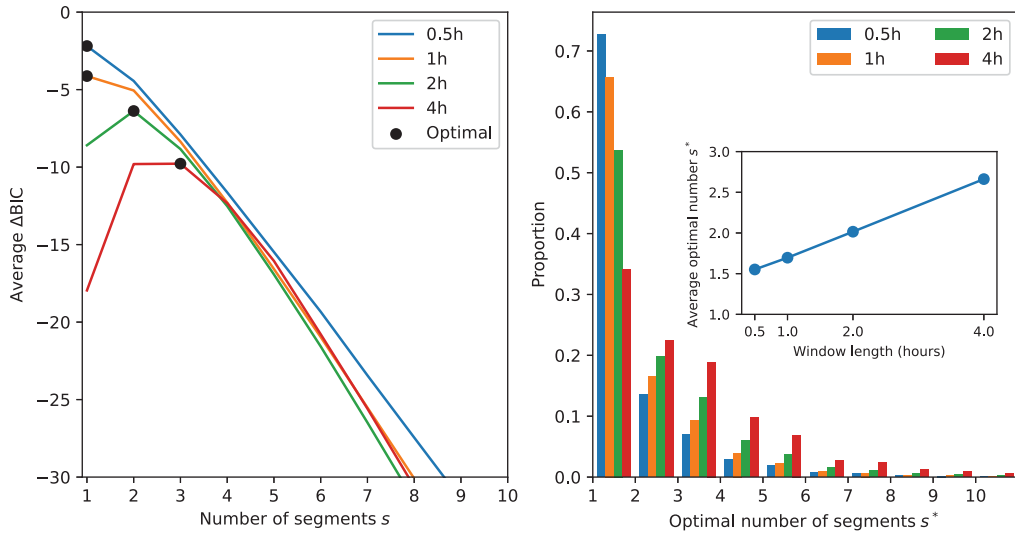 0
−5
−10
−15
−20
−25
−30
Average ΔBIC
1 2 3 4 5 6 7 8 9 10
Number of segments s
0.5h
1h
2h
4h
Optimal
0.7
0.6
0.5
0.4
0.3
0.2
0.1
0.0
Proportion
1 2 3 4 5 6 7 8 9 10
Optimal number of segments s*
0.5h 2h
1h 4h
3.0
2.5
2.0
1.5
1.0
Average optimal number s*
0.5 1.0 2.0 4.0
Window length (hours)